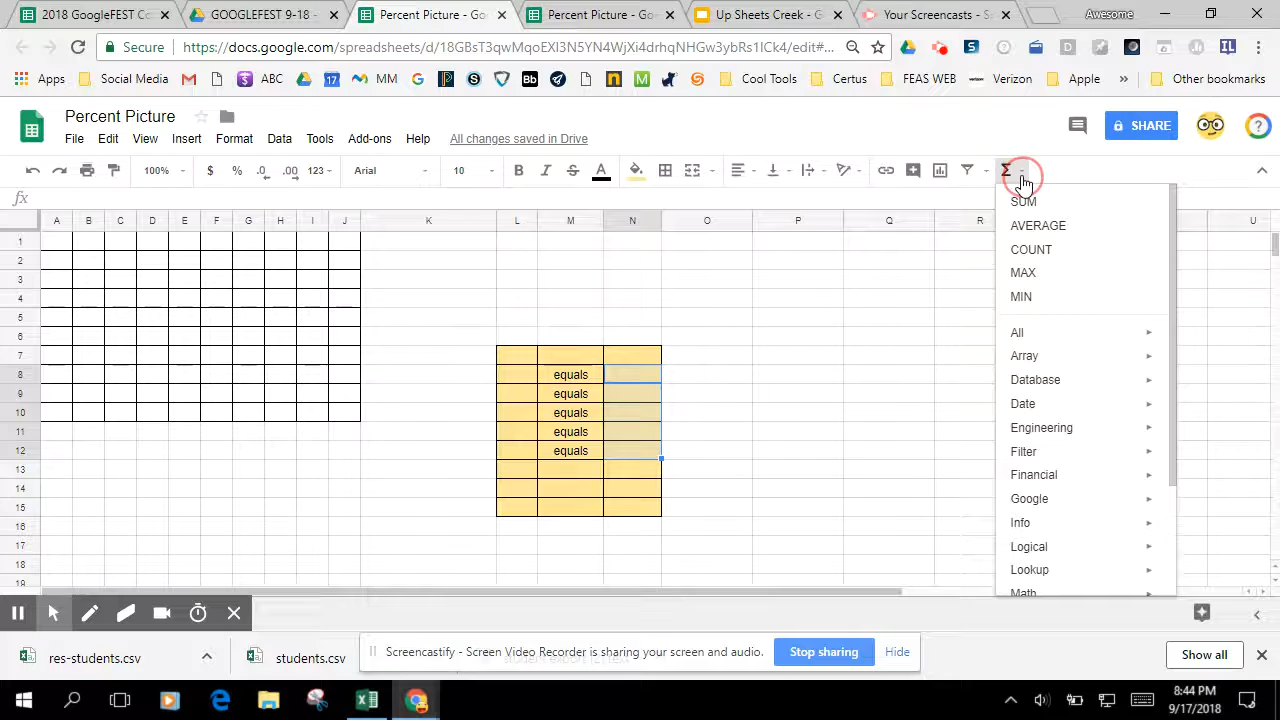 2018 GoogleFEST Co
GOOGLEFEST 9-18 -
Percent Picture - Go
Percent Picture - Go
Up Sheets Creek - G
Your Screencasts - S
Awesome
Secure
https://docs.google.com/spreadsheets/d/18GBsT3qwMqoEXl3N5YN4WjXi4drhqNHGw3ybRs1lCk4/edit#...
Apps Social Media ABC 17 MM Bb Cool Tools Certus FEAS WEB Verizon Apple » Other bookmarks
Percent Picture
SHARE
File Edit View Insert Format Data Tools Add-ons Help All changes saved in Drive
100% $ % .0 .00 123 Arial 10 B I S A Σ
fx
A B C D E F G H I J K L M N O P Q R U
1
2
3
4
5
6
7
8 equals
9 equals
10 equals
11 equals
12 equals
13
14
15
16
17
18
19
SUM
AVERAGE
COUNT
MAX
MIN
All
Array
Database
Date
Engineering
Filter
Financial
Google
Info
Logical
Lookup
Math
res-students.csv
students.csv
Screencastify - Screen Video Recorder is sharing your screen and audio.
Stop sharing
Hide
Show all
8:44 PM
9/17/2018